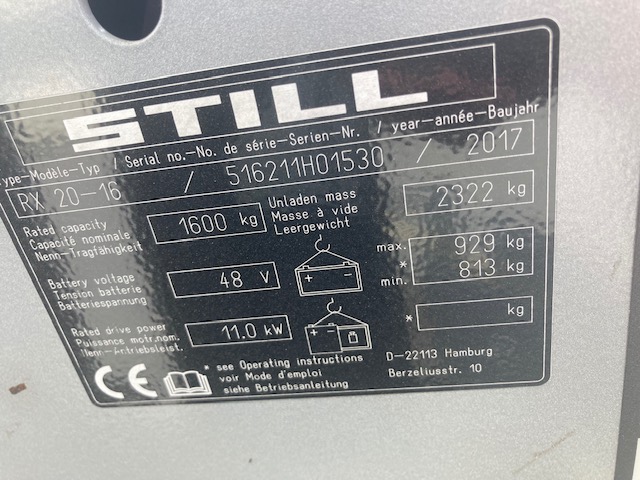 STILL
ype-Modèle-Typ / Serial no.-No. de série-Serien-Nr. / year-année-Baujahr
RX 20-16 / 516211H01530 / 2017
Rated capacity
Capacité nominale
Nenn-Tragfähigkeit
1600 kg
Unladen mass
Masse à vide
Leergewicht
2322 kg
Battery voltage
Tension batterie
Batteriespannung
48 V
+ -
max. 929 kg
*
min. 813 kg
Rated drive power
Puissance motr.nom.
Nenn-Antriebsleist.
11.0 kW
+ -
* kg
CE
* see Operating instructions
voir Mode d'emploi
siehe Betriebsanleitung
D-22113 Hamburg
Berzeliusstr. 10